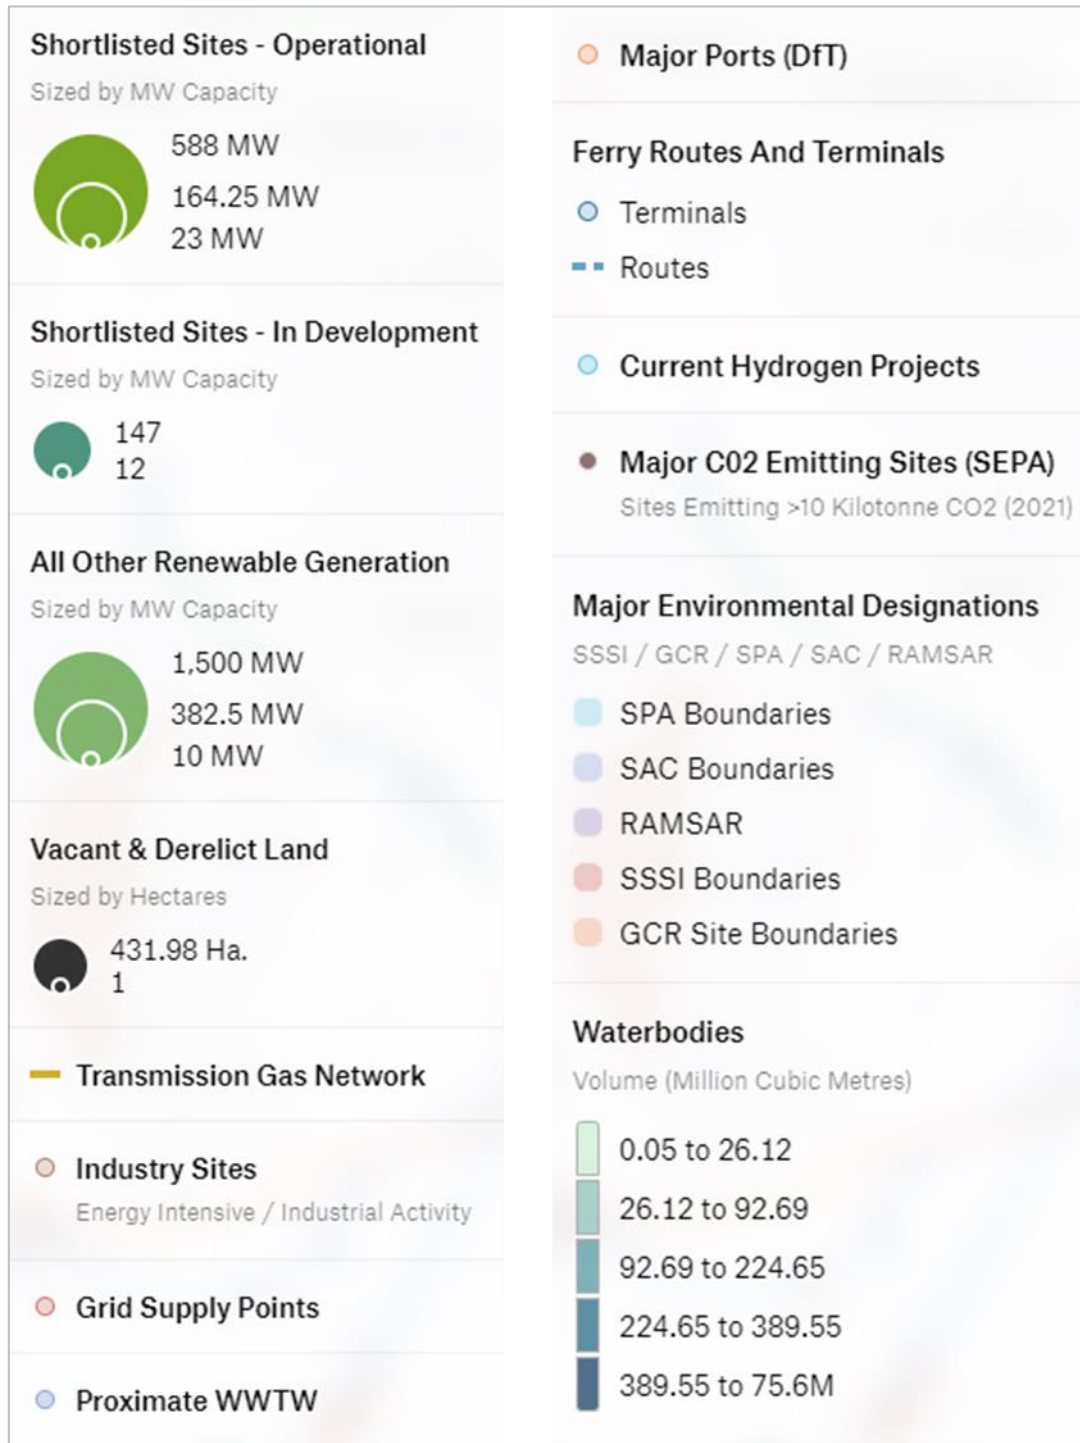 Shortlisted Sites - Operational
Sized by MW Capacity
588 MW
164.25 MW
23 MW
Shortlisted Sites - In Development
Sized by MW Capacity
147
12
All Other Renewable Generation
Sized by MW Capacity
1,500 MW
382.5 MW
10 MW
Vacant & Derelict Land
Sized by Hectares
431.98 Ha.
1
Transmission Gas Network
Industry Sites
Energy Intensive / Industrial Activity
Grid Supply Points
Proximate WWTW
Major Ports (DfT)
Ferry Routes And Terminals
Terminals
Routes
Current Hydrogen Projects
Major C02 Emitting Sites (SEPA)
Sites Emitting >10 Kilotonne CO2 (2021)
Major Environmental Designations
SSSI / GCR / SPA / SAC / RAMSAR
SPA Boundaries
SAC Boundaries
RAMSAR
SSSI Boundaries
GCR Site Boundaries
Waterbodies
Volume (Million Cubic Metres)
0.05 to 26.12
26.12 to 92.69
92.69 to 224.65
224.65 to 389.55
389.55 to 75.6M